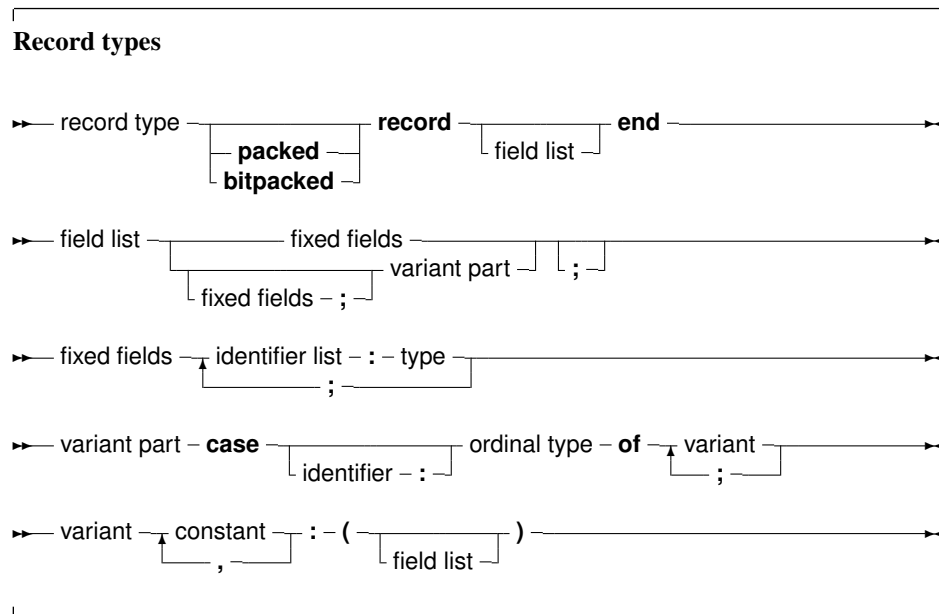 Record types
record type record end
packed field list
bitpacked
field list fixed fields
variant part ;
fixed fields - ;
fixed fields identifier list - : - type
;
variant part - case ordinal type - of variant
identifier - : ;
variant constant : - ( )
, field list